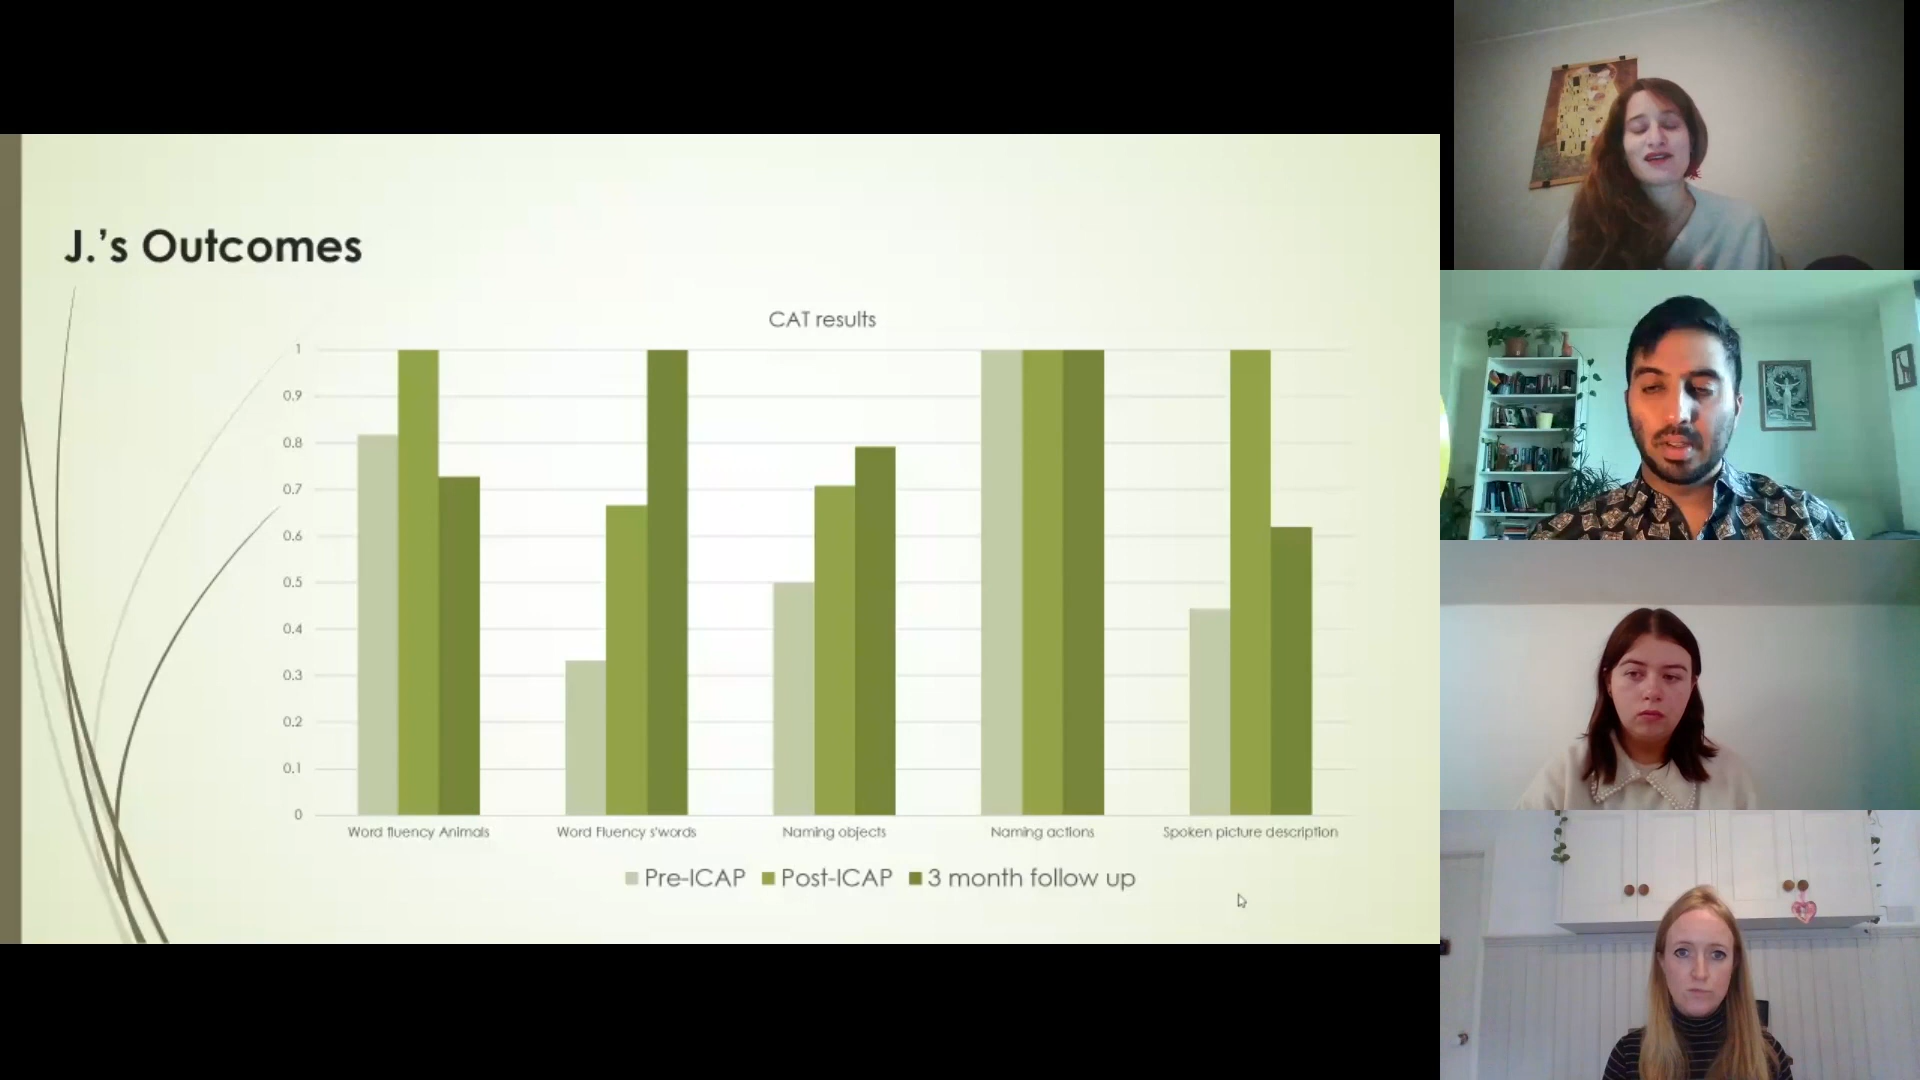 J.'s Outcomes
CAT results
1
0.9
0.8
0.7
0.6
0.5
0.4
0.3
0.2
0.1
0
Word fluency Animals
Word Fluency s'words
Naming objects
Naming actions
Spoken picture description
Pre-ICAP
Post-ICAP
3 month follow up